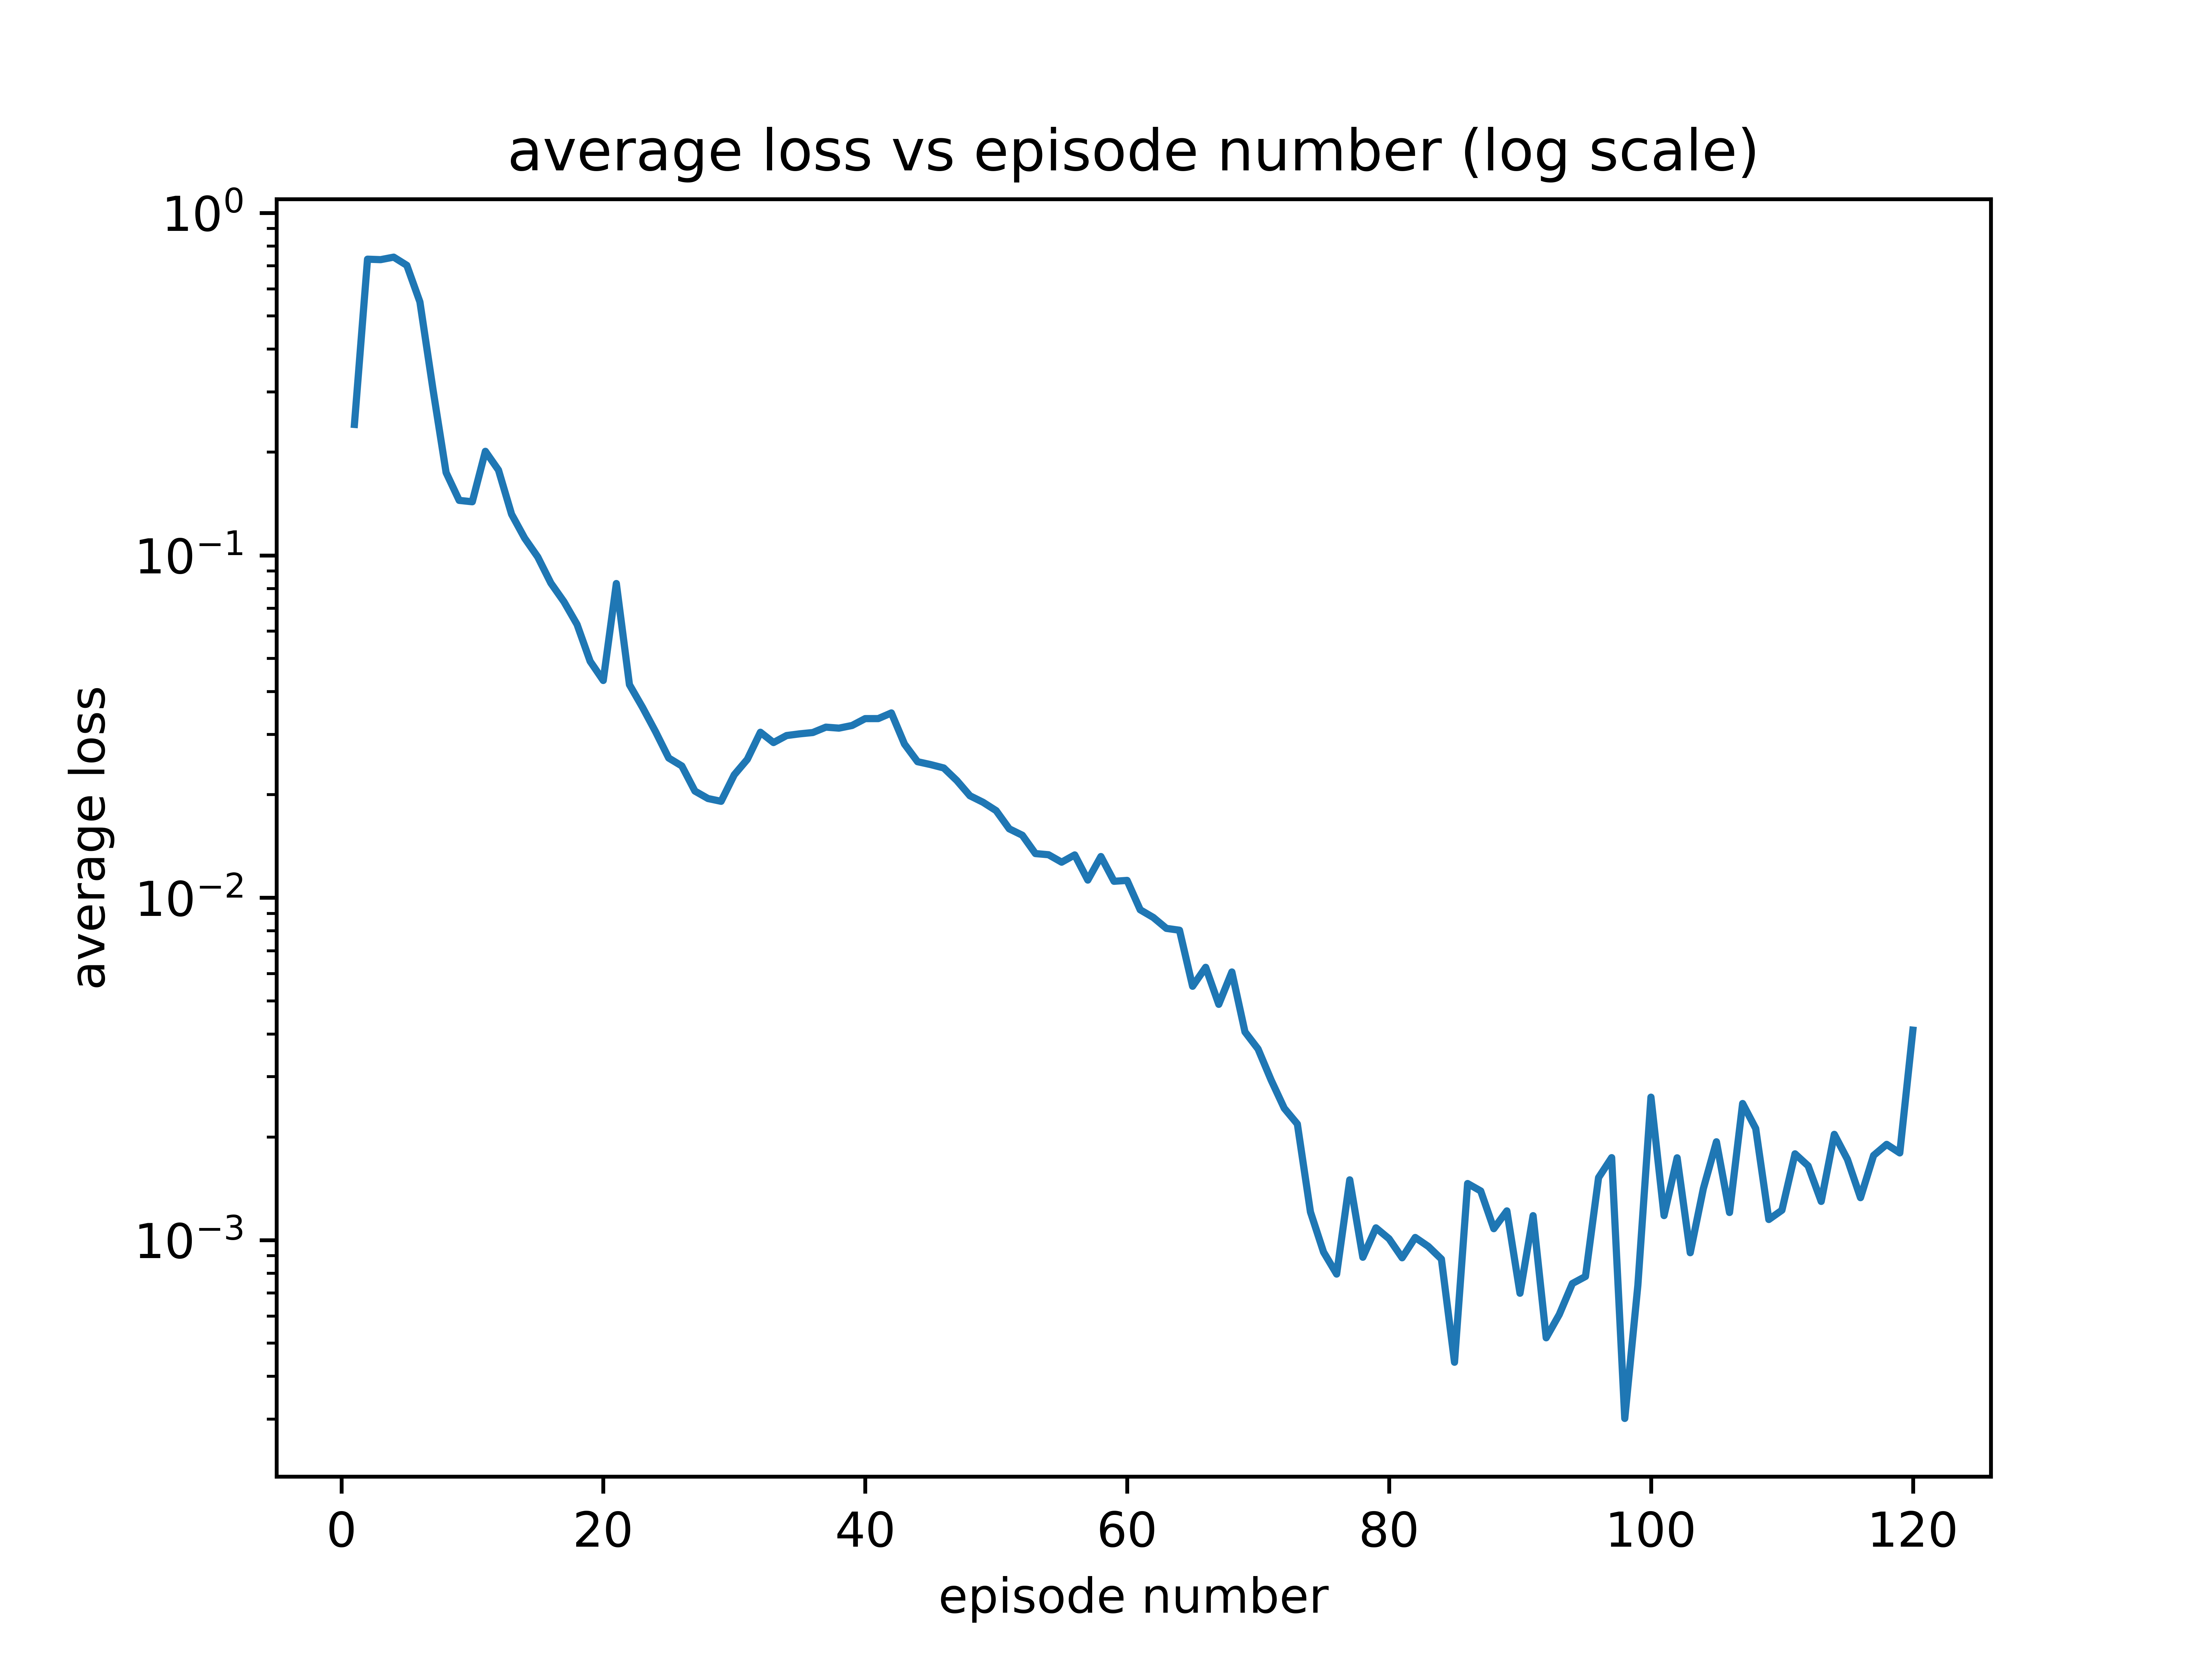 average loss vs episode number (log scale)
average loss
10⁰
10⁻¹
10⁻²
10⁻³
0 20 40 60 80 100 120
episode number